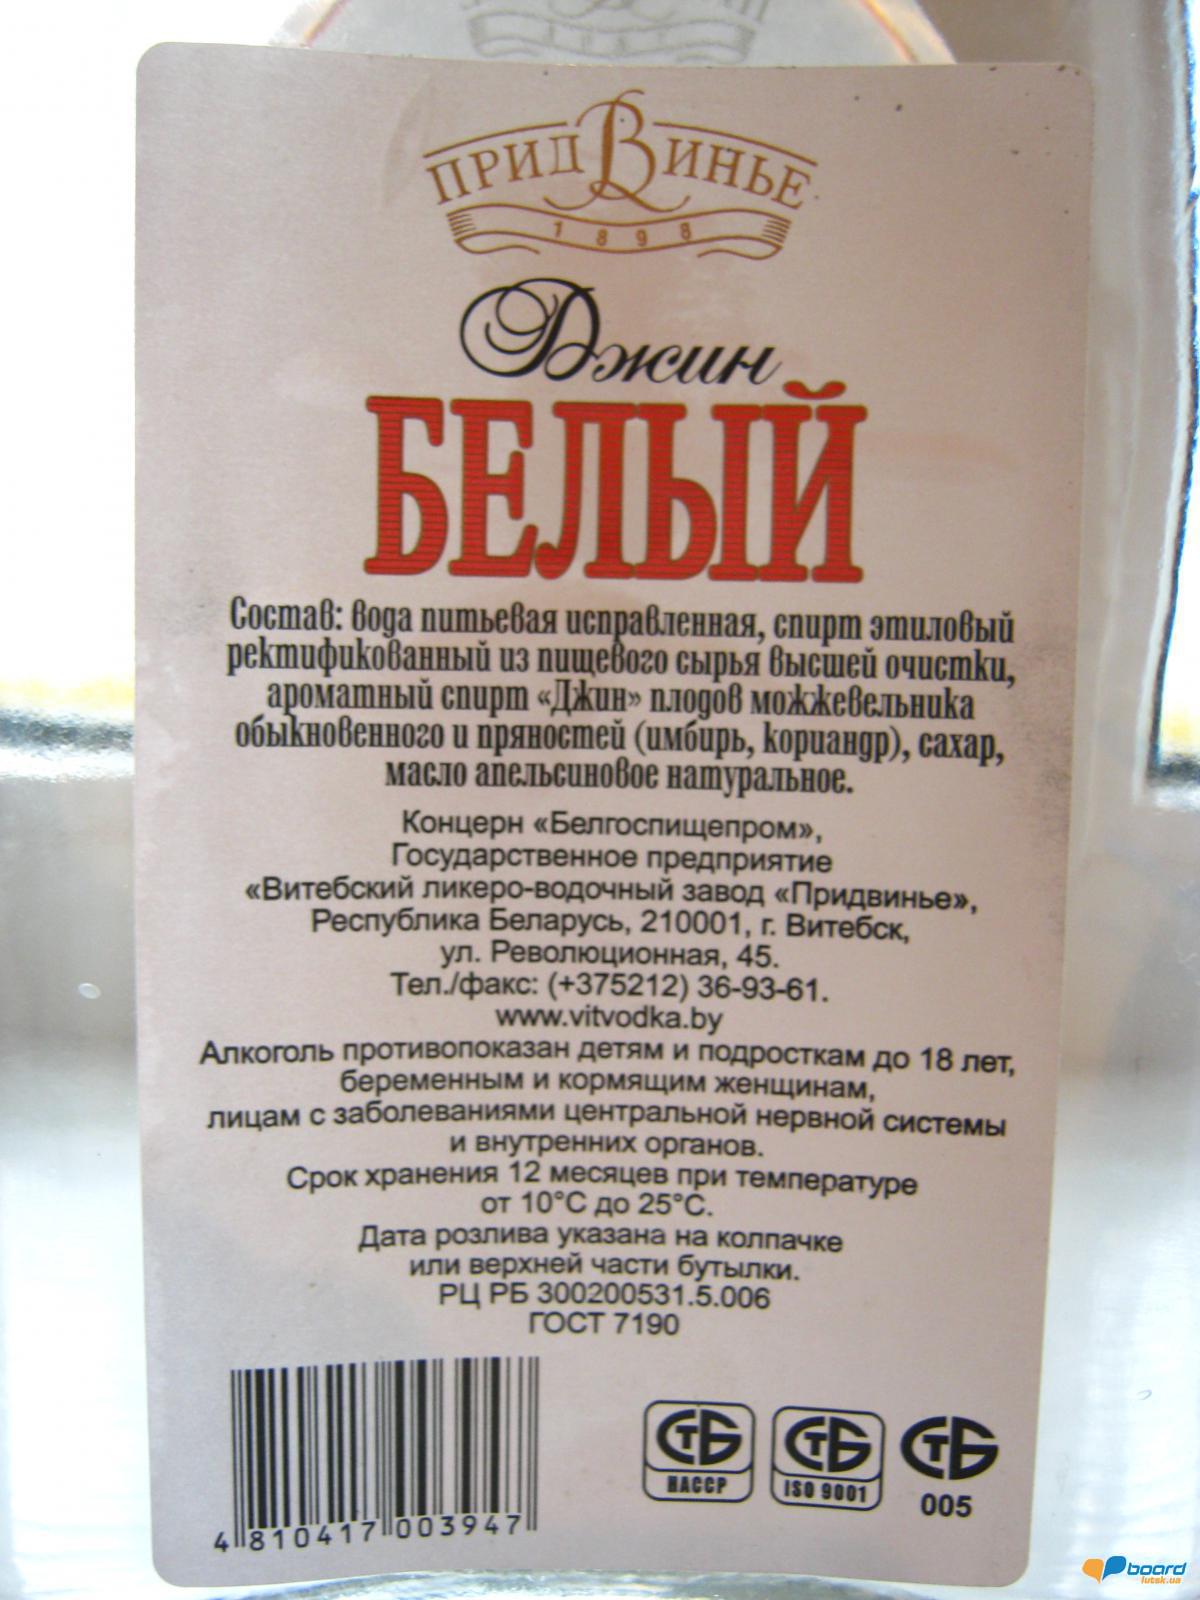 ПРИДВИНЬЕ
1898
Джин
БЕЛЫЙ
Состав: вода питьевая исправленная, спирт этиловый
ректификованный из пищевого сырья высшей очистки,
ароматный спирт «Джин» плодов можжевельника
обыкновенного и пряностей (имбирь, кориандр), сахар,
масло апельсиновое натуральное.
Концерн «Белгоспищепром»,
Государственное предприятие
«Витебский ликеро-водочный завод «Придвинье»,
Республика Беларусь, 210001, г. Витебск,
ул. Революционная, 45.
Тел./факс: (+375212) 36-93-61.
www.vitvodka.by
Алкоголь противопоказан детям и подросткам до 18 лет,
беременным и кормящим женщинам,
лицам с заболеваниями центральной нервной системы
и внутренних органов.
Срок хранения 12 месяцев при температуре
от 10°С до 25°С.
Дата розлива указана на колпачке
или верхней части бутылки.
РЦ РБ 300200531.5.006
ГОСТ 7190
4 810417 003947
СТБ HACCP
СТБ ISO 9001
СТБ 005
board
lutsk.ua